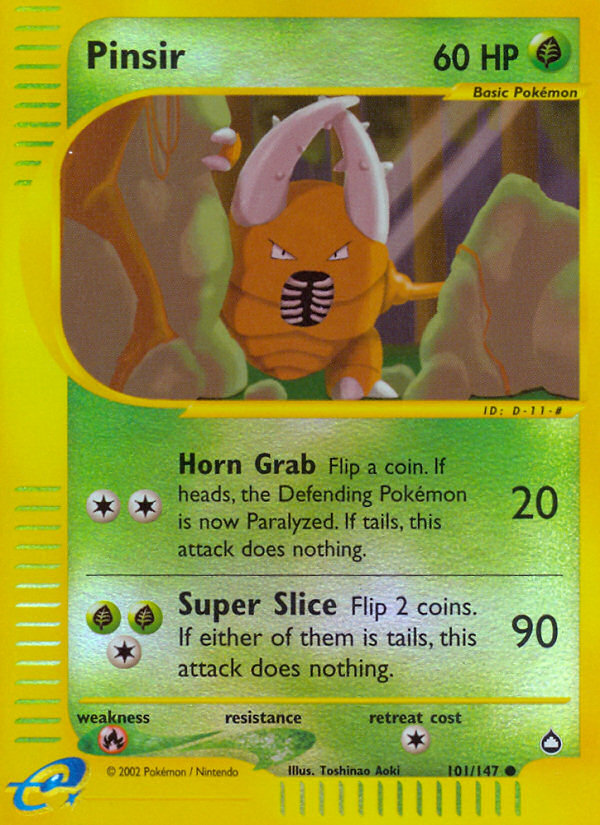 Pinsir 60 HP
Basic Pokémon
ID: D-11-#
Horn Grab Flip a coin. If
heads, the Defending Pokémon
is now Paralyzed. If tails, this
attack does nothing.
20
Super Slice Flip 2 coins.
If either of them is tails, this
attack does nothing.
90
weakness resistance retreat cost
© 2002 Pokémon / Nintendo Illus. Toshinao Aoki 101/147
e